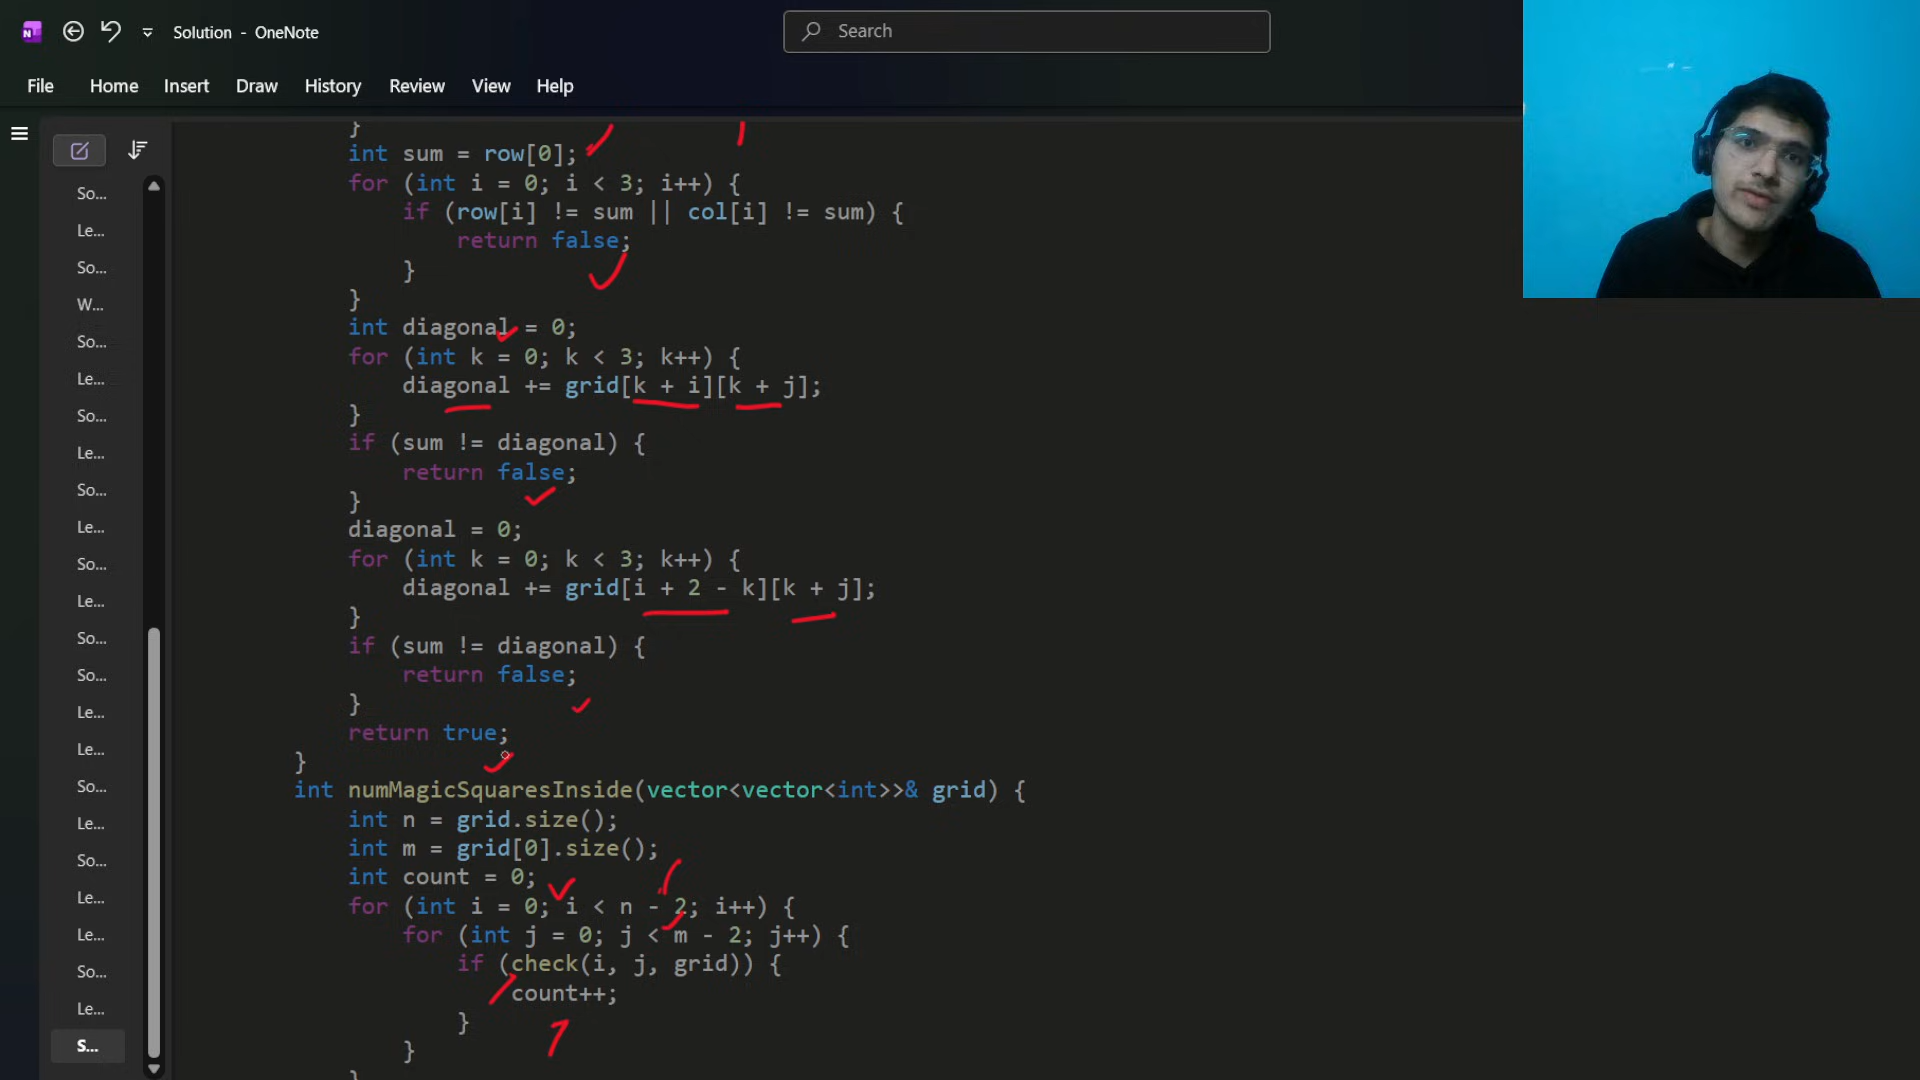 Solution - OneNote
Search
File Home Insert Draw History Review View Help
So...
Le...
So...
W...
So...
Le...
So...
Le...
So...
Le...
So...
Le...
So...
So...
Le...
Le...
So...
Le...
So...
Le...
Le...
So...
Le...
S...
}
int sum = row[0];
for (int i = 0; i < 3; i++) {
if (row[i] != sum || col[i] != sum) {
return false;
}
}
int diagonal = 0;
for (int k = 0; k < 3; k++) {
diagonal += grid[k + i][k + j];
}
if (sum != diagonal) {
return false;
}
diagonal = 0;
for (int k = 0; k < 3; k++) {
diagonal += grid[i + 2 - k][k + j];
}
if (sum != diagonal) {
return false;
}
return true;
}
int numMagicSquaresInside(vector<vector<int>>& grid) {
int n = grid.size();
int m = grid[0].size();
int count = 0;
for (int i = 0; i < n - 2; i++) {
for (int j = 0; j < m - 2; j++) {
if (check(i, j, grid)) {
count++;
}
}
}